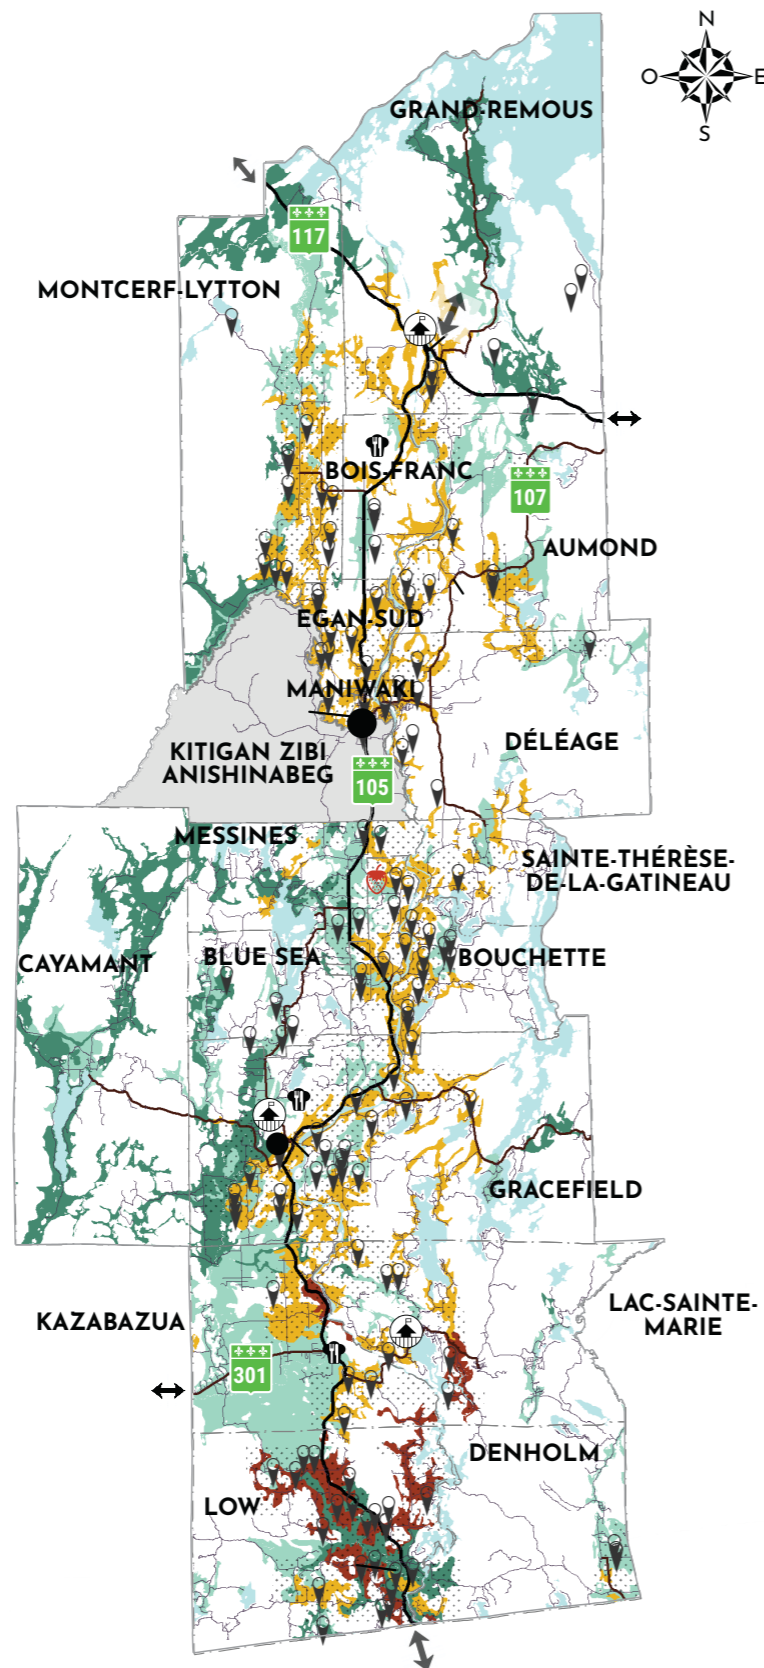 N
O
E
S
GRAND-REMOUS
117
MONTCERF-LYTTON
BOIS-FRANC
107
AUMOND
EGAN-SUD
MANIWAKI
DÉLÉAGE
KITIGAN ZIBI
ANISHINABEG
105
MESSINES
SAINTE-THÉRÈSE-
DE-LA-GATINEAU
CAYAMANT
BLUE SEA
BOUCHETTE
GRACEFIELD
KAZABAZUA
LAC-SAINTE-
MARIE
301
DENHOLM
LOW